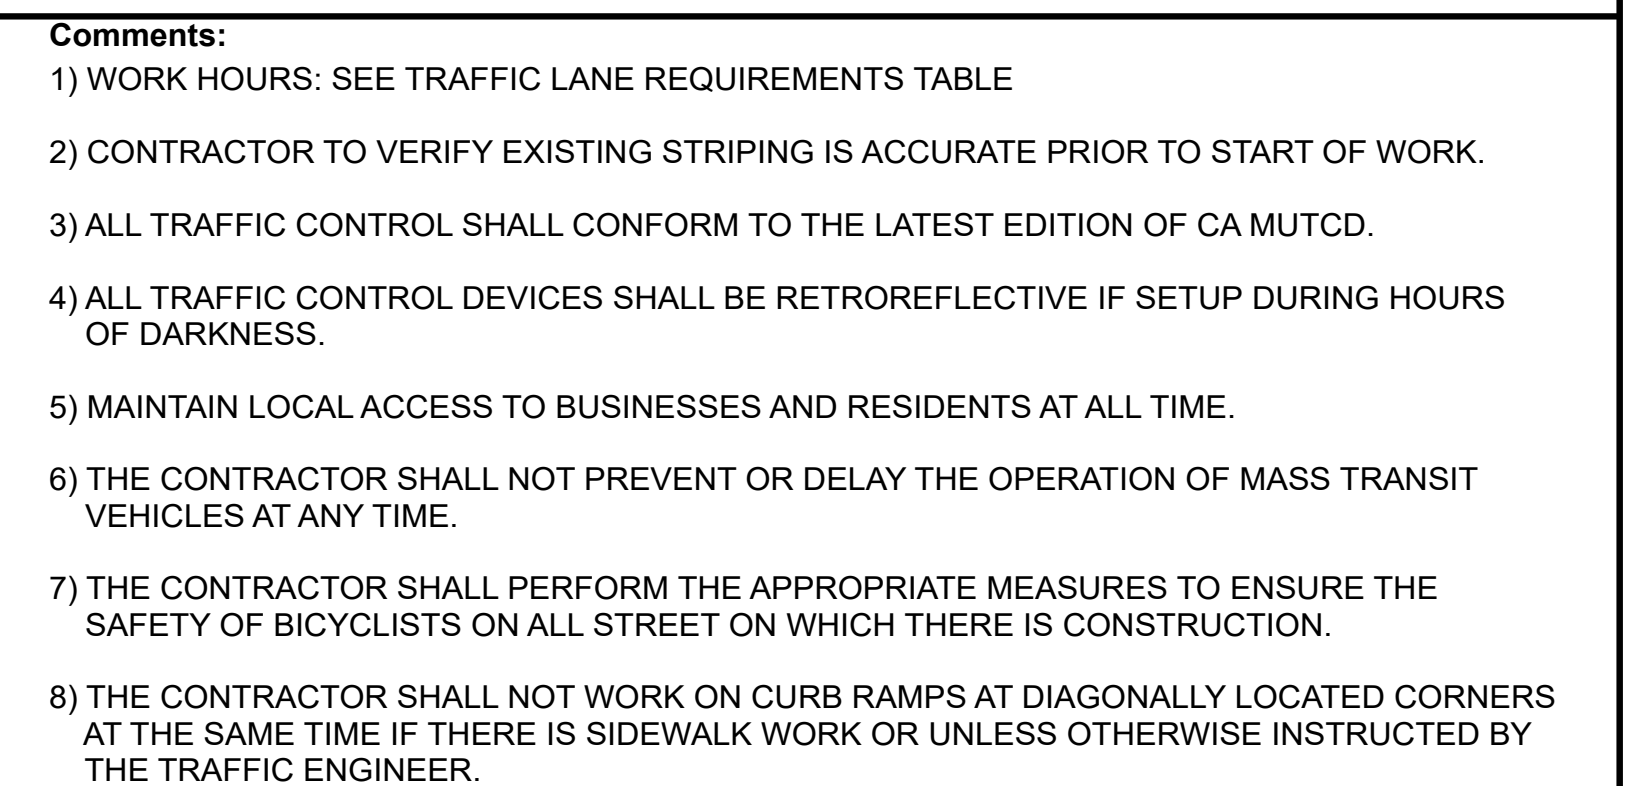 Comments:
1) WORK HOURS: SEE TRAFFIC LANE REQUIREMENTS TABLE
2) CONTRACTOR TO VERIFY EXISTING STRIPING IS ACCURATE PRIOR TO START OF WORK.
3) ALL TRAFFIC CONTROL SHALL CONFORM TO THE LATEST EDITION OF CA MUTCD.
4) ALL TRAFFIC CONTROL DEVICES SHALL BE RETROREFLECTIVE IF SETUP DURING HOURS
OF DARKNESS.
5) MAINTAIN LOCAL ACCESS TO BUSINESSES AND RESIDENTS AT ALL TIME.
6) THE CONTRACTOR SHALL NOT PREVENT OR DELAY THE OPERATION OF MASS TRANSIT
VEHICLES AT ANY TIME.
7) THE CONTRACTOR SHALL PERFORM THE APPROPRIATE MEASURES TO ENSURE THE
SAFETY OF BICYCLISTS ON ALL STREET ON WHICH THERE IS CONSTRUCTION.
8) THE CONTRACTOR SHALL NOT WORK ON CURB RAMPS AT DIAGONALLY LOCATED CORNERS
AT THE SAME TIME IF THERE IS SIDEWALK WORK OR UNLESS OTHERWISE INSTRUCTED BY
THE TRAFFIC ENGINEER.